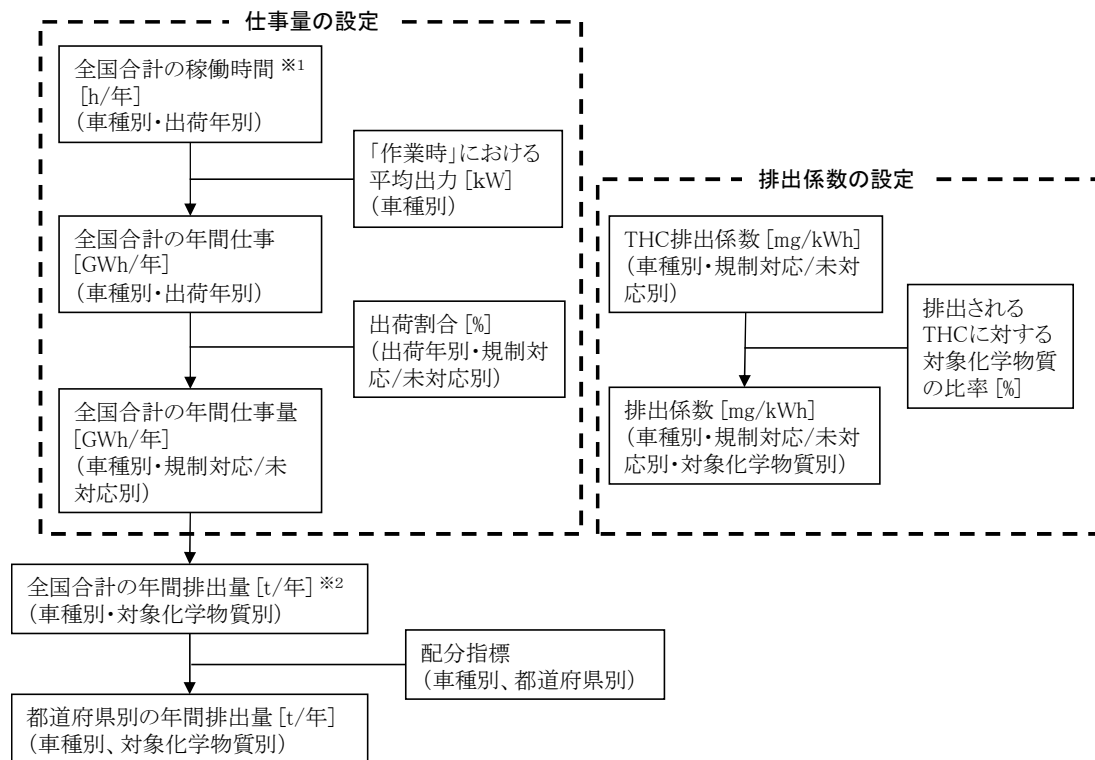 仕事量の設定
全国合計の稼働時間 ※1
[h/年]
(車種別・出荷年別)
「作業時」における
平均出力 [kW]
(車種別)
全国合計の年間仕事
[GWh/年]
(車種別・出荷年別)
出荷割合 [%]
(出荷年別・規制対
応/未対応別)
全国合計の年間仕事量
[GWh/年]
(車種別・規制対応/未
対応別)
排出係数の設定
THC排出係数 [mg/kWh]
(車種別・規制対応/未対
応別)
排出される
THCに対する
対象化学物質
の比率 [%]
排出係数 [mg/kWh]
(車種別・規制対応/未対
応別・対象化学物質別)
全国合計の年間排出量 [t/年] ※2
(車種別・対象化学物質別)
配分指標
(車種別、都道府県別)
都道府県別の年間排出量 [t/年]
(車種別、対象化学物質別)